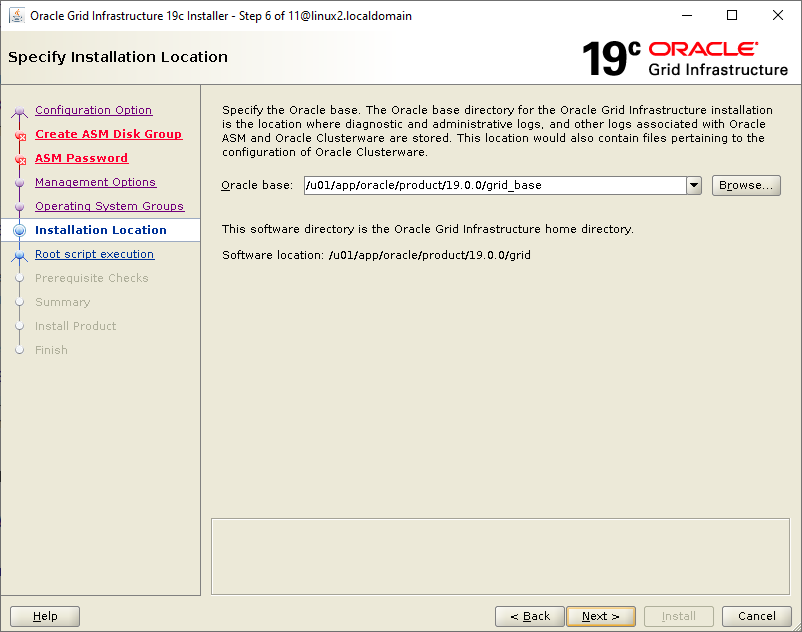 Oracle Grid Infrastructure 19c Installer - Step 6 of 11@linux2.localdomain
Specify Installation Location
19c ORACLE
Grid Infrastructure
Configuration Option
Create ASM Disk Group
ASM Password
Management Options
Operating System Groups
Installation Location
Root script execution
Prerequisite Checks
Summary
Install Product
Finish
Specify the Oracle base. The Oracle base directory for the Oracle Grid Infrastructure installation
is the location where diagnostic and administrative logs, and other logs associated with Oracle
ASM and Oracle Clusterware are stored. This location would also contain files pertaining to the
configuration of Oracle Clusterware.
Oracle base: /u01/app/oracle/product/19.0.0/grid_base Browse...
This software directory is the Oracle Grid Infrastructure home directory.
Software location: /u01/app/oracle/product/19.0.0/grid
Help < Back Next > Install Cancel